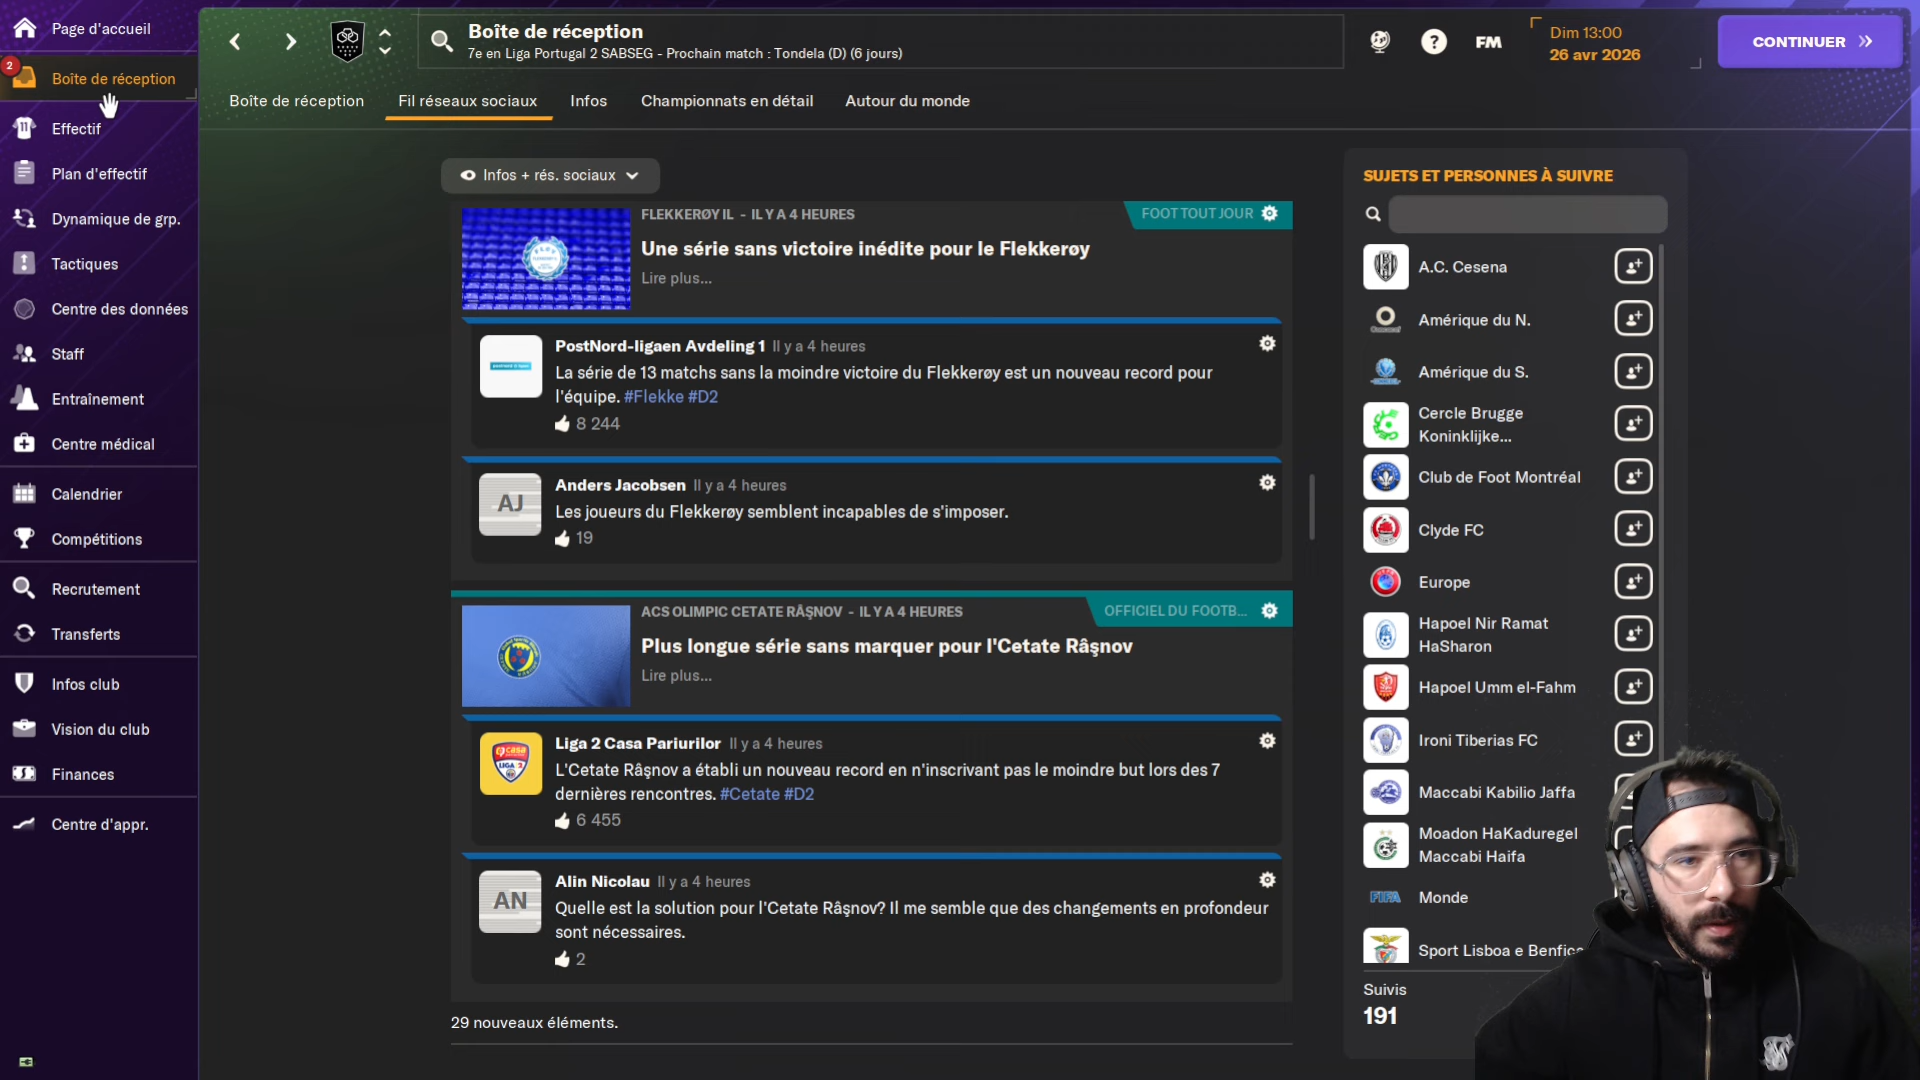 Page d'accueil
2
Boîte de réception
Effectif
Plan d'effectif
Dynamique de grp.
Tactiques
Centre des données
Staff
Entraînement
Centre médical
Calendrier
Compétitions
Recrutement
Transferts
Infos club
Vision du club
Finances
Centre d'appr.
Boîte de réception
7e en Liga Portugal 2 SABSEG - Prochain match : Tondela (D) (6 jours)
?
FM
Dim 13:00
26 avr 2026
CONTINUER
Boîte de réception
Fil réseaux sociaux
Infos
Championnats en détail
Autour du monde
Infos + rés. sociaux
FLEKKERØY IL - IL Y A 4 HEURES
FOOT TOUT JOUR
Une série sans victoire inédite pour le Flekkerøy
Lire plus...
PostNord-ligaen Avdeling 1 Il y a 4 heures
La série de 13 matchs sans la moindre victoire du Flekkerøy est un nouveau record pour
l'équipe. #Flekke #D2
8 244
AJ
Anders Jacobsen Il y a 4 heures
Les joueurs du Flekkerøy semblent incapables de s'imposer.
19
ACS OLIMPIC CETATE RÂŞNOV - IL Y A 4 HEURES
OFFICIEL DU FOOTB...
Plus longue série sans marquer pour l'Cetate Râşnov
Lire plus...
Liga 2 Casa Pariurilor Il y a 4 heures
L'Cetate Râşnov a établi un nouveau record en n'inscrivant pas le moindre but lors des 7
dernières rencontres. #Cetate #D2
6 455
AN
Alin Nicolau Il y a 4 heures
Quelle est la solution pour l'Cetate Râşnov? Il me semble que des changements en profondeur
sont nécessaires.
2
29 nouveaux éléments.
SUJETS ET PERSONNES À SUIVRE
A.C. Cesena
Amérique du N.
Amérique du S.
Cercle Brugge
Koninklijke...
Club de Foot Montréal
Clyde FC
Europe
Hapoel Nir Ramat
HaSharon
Hapoel Umm el-Fahm
Ironi Tiberias FC
Maccabi Kabilio Jaffa
Moadon HaKaduregel
Maccabi Haifa
FIFA
Monde
Sport Lisboa e Benfica
Suivis
191